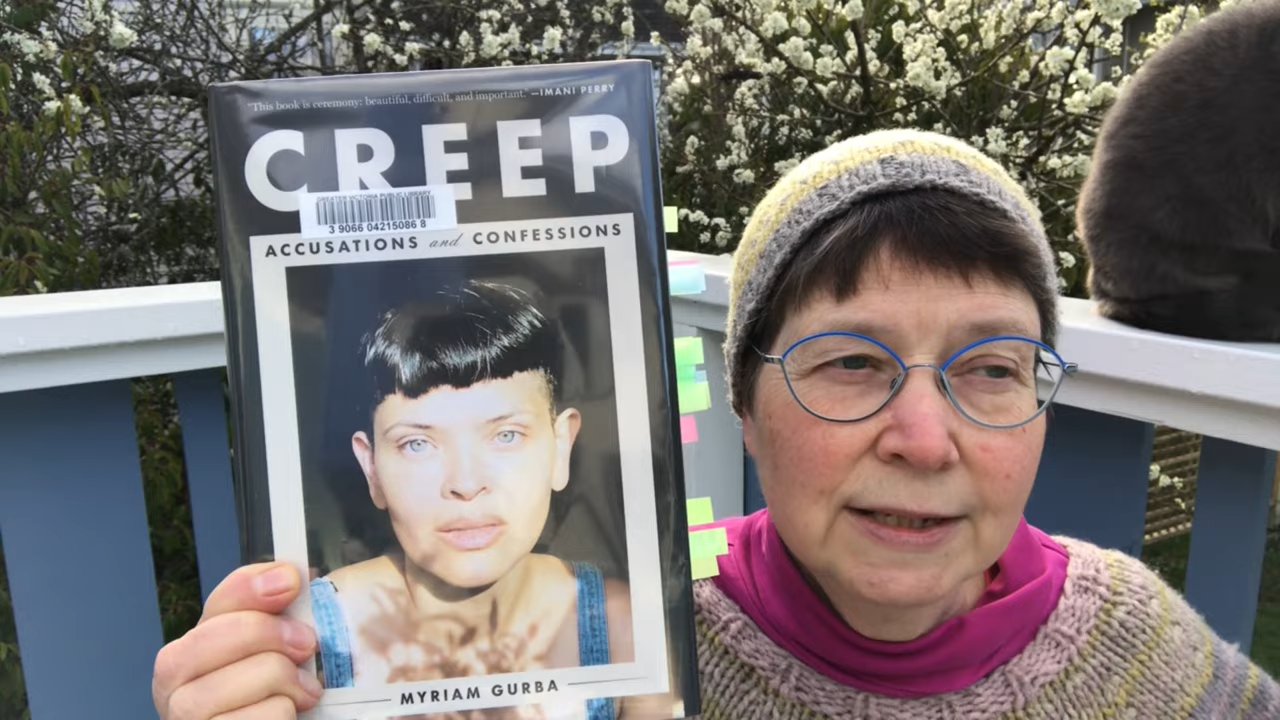 "This book is ceremony: beautiful, difficult, and important." —IMANI PERRY
CREEP
GREATER VICTORIA PUBLIC LIBRARY
3 9066 04215086 8
ACCUSATIONS and CONFESSIONS
MYRIAM GURBA